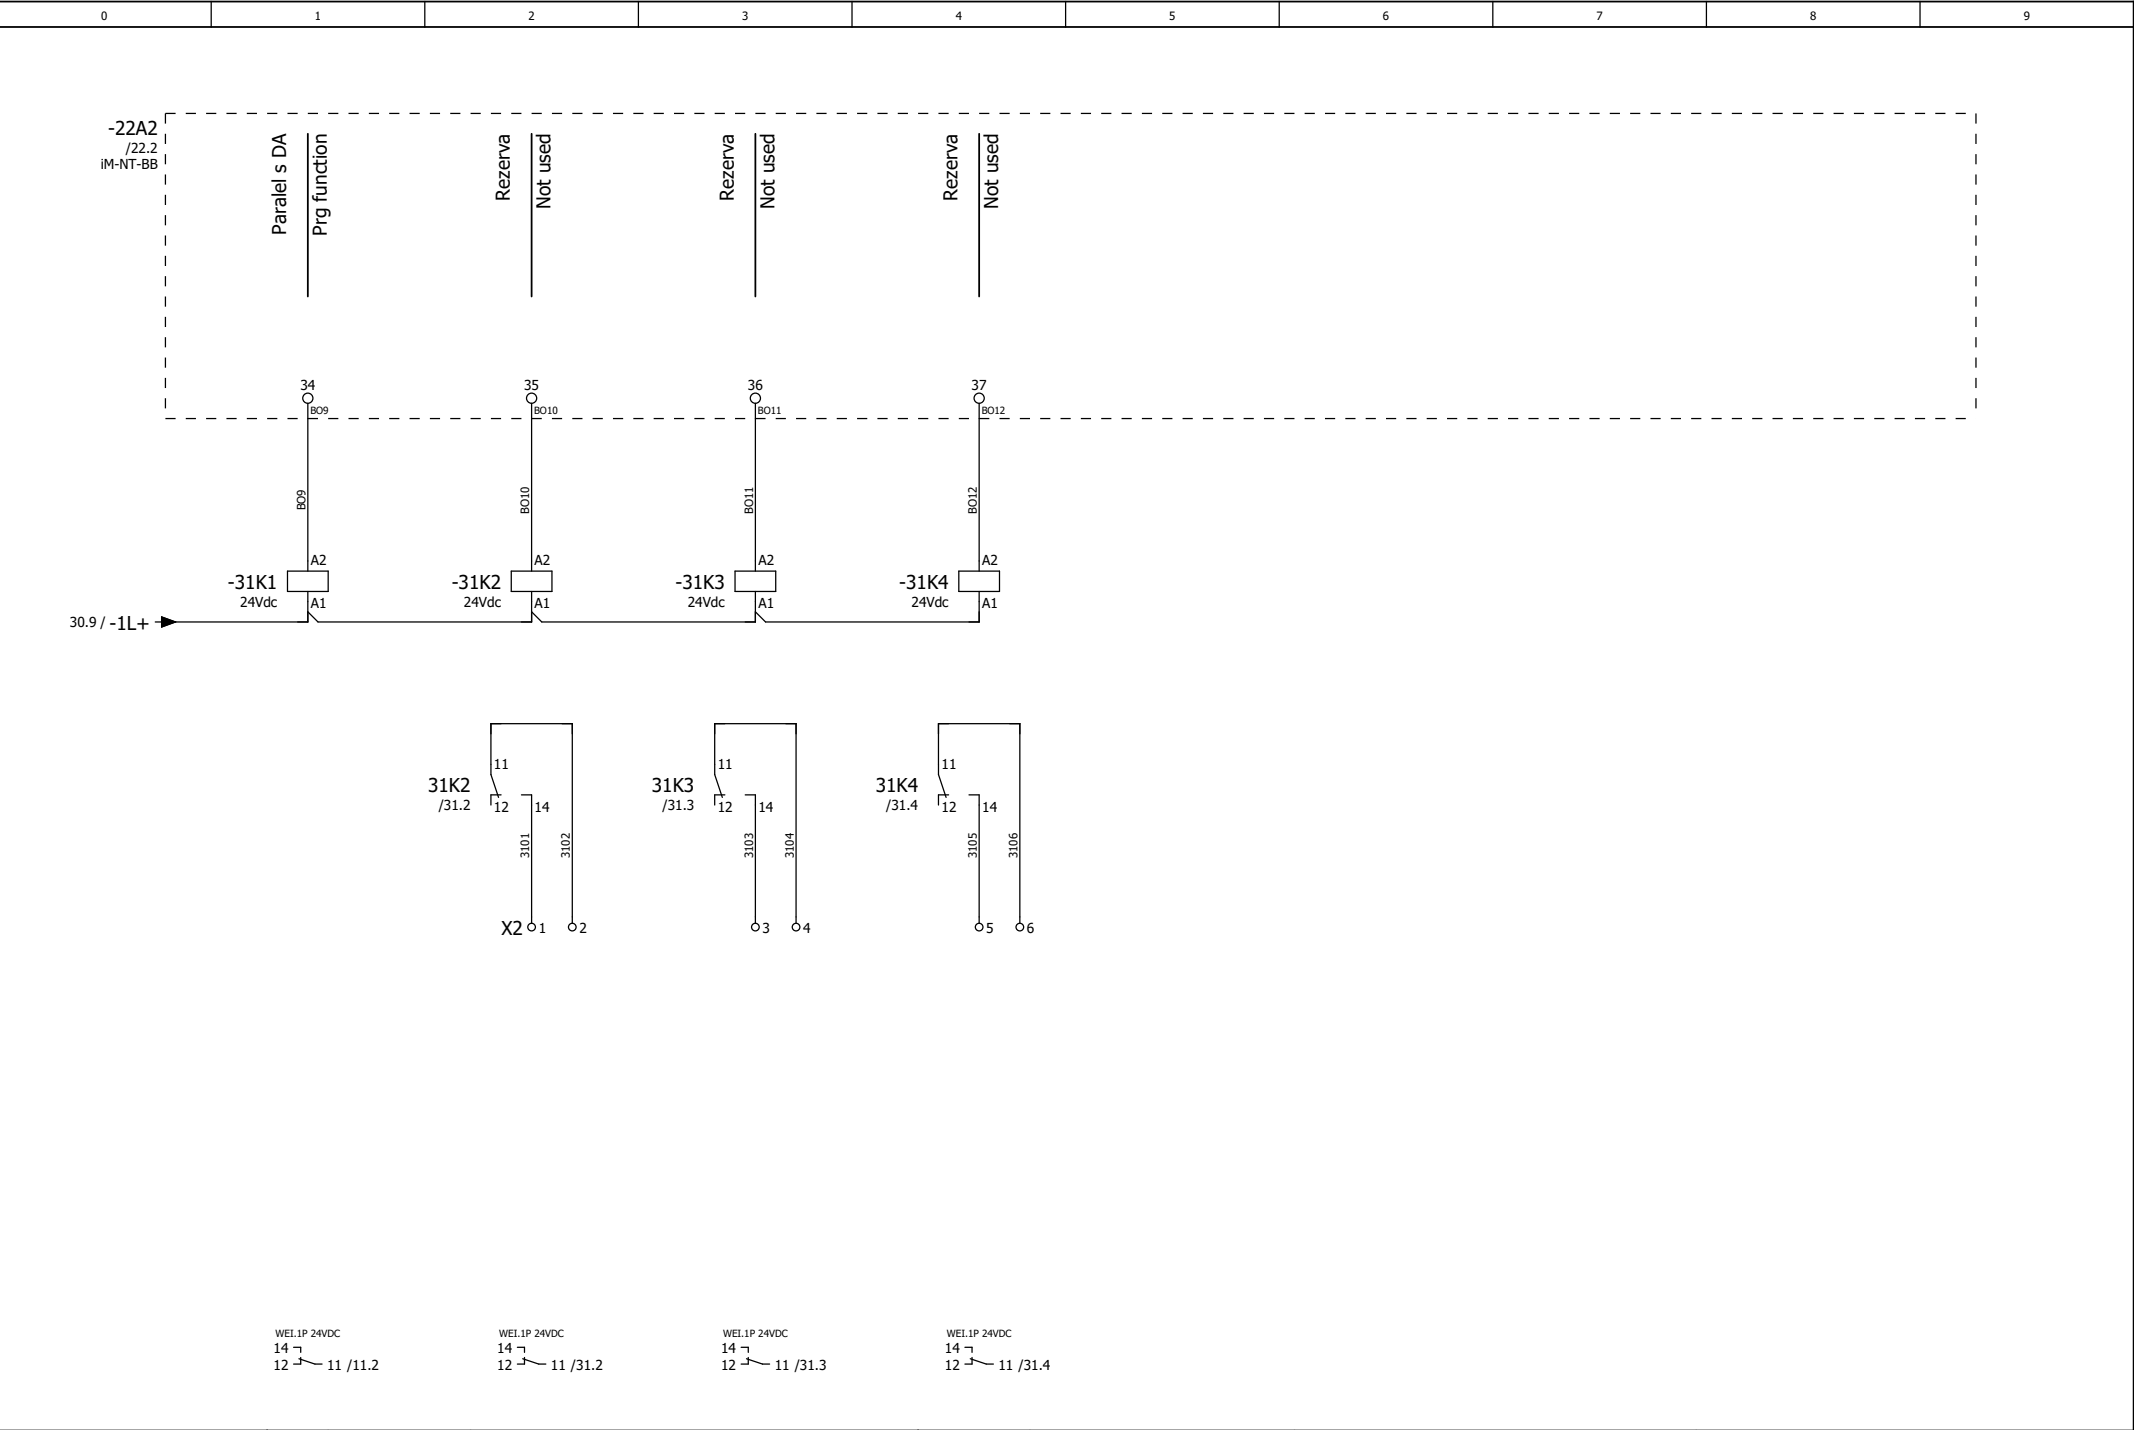 0 1 2 3 4 5 6 7 8 9
-22A2
/22.2
iM-NT-BB
Paralel s DA
Prg function
Rezerva
Not used
Rezerva
Not used
Rezerva
Not used
34 35 36 37
BO9 BO10 BO11 BO12
BO9 BO10 BO11 BO12
A2 A2 A2 A2
-31K1 -31K2 -31K3 -31K4
24Vdc A1 24Vdc A1 24Vdc A1 24Vdc A1
30.9 / -1L+
11 11 11
31K2 31K3 31K4
/31.2 12 14 /31.3 12 14 /31.4 12 14
3101 3102 3103 3104 3105 3106
X2 1 2 3 4 5 6
WEI.1P 24VDC WEI.1P 24VDC WEI.1P 24VDC WEI.1P 24VDC
14 14 14 14
12 11 /11.2 12 11 /31.2 12 11 /31.3 12 11 /31.4